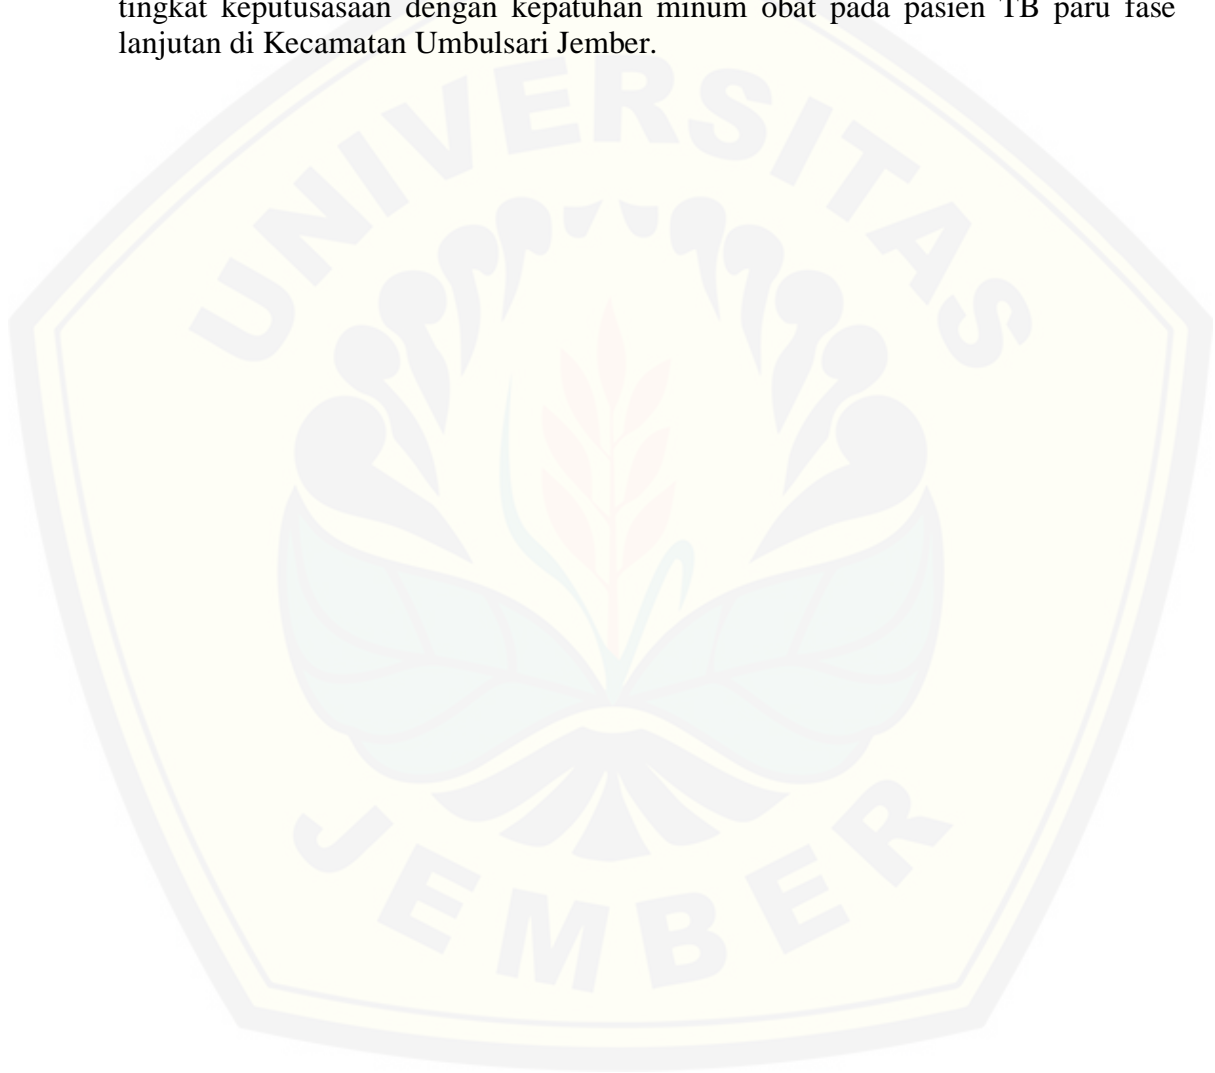 tingkat keputusasaan dengan kepatuhan minum obat pada pasien TB paru fase
lanjutan di Kecamatan Umbulsari Jember.
UNIVERSITAS
JEMBER